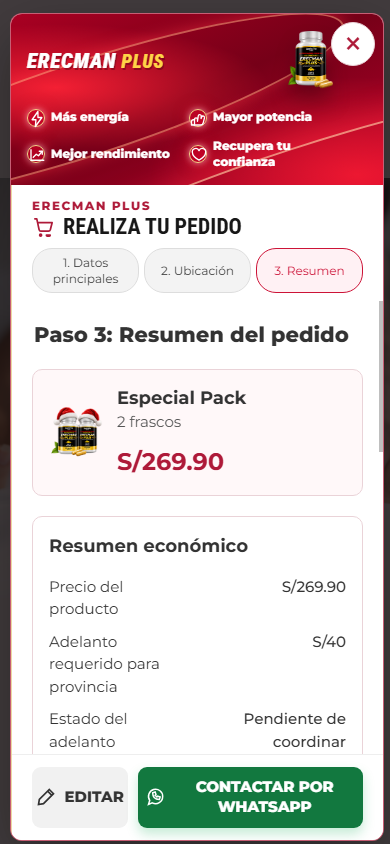 ERECMAN PLUS
ERECMAN
PLUS
Más energía
Mayor potencia
Mejor rendimiento
Recupera tu
confianza
ERECMAN PLUS
REALIZA TU PEDIDO
1. Datos
principales
2. Ubicación
3. Resumen
Paso 3: Resumen del pedido
Especial Pack
2 frascos
S/269.90
Resumen económico
Precio del
producto
S/269.90
Adelanto
requerido para
provincia
S/40
Estado del
adelanto
Pendiente de
coordinar
EDITAR
CONTACTAR POR
WHATSAPP